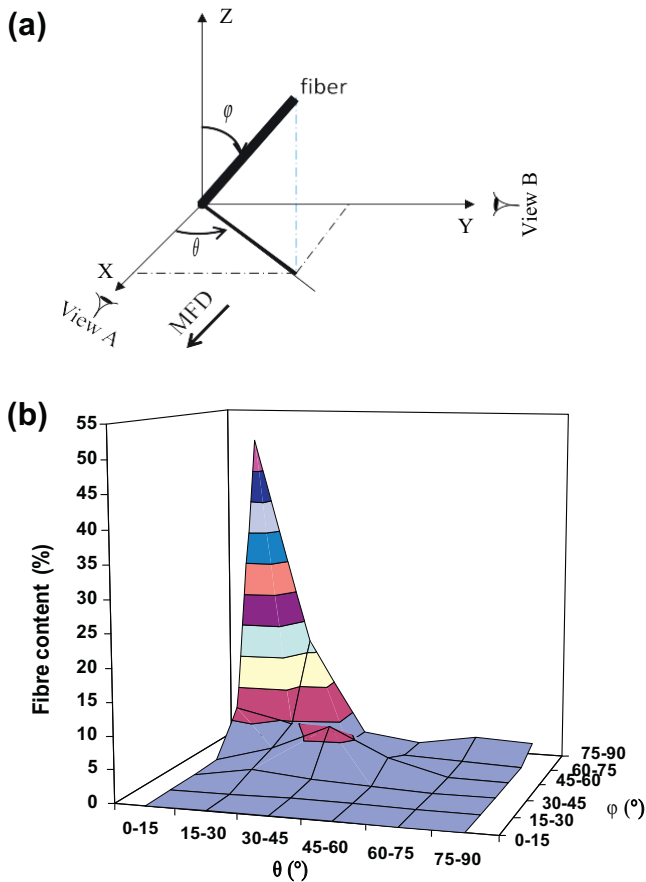 (a)
Z
fiber
φ
Y
View B
θ
X
View A
MFD
(b)
55
50
45
40
35
30
25
20
15
10
5
0
Fibre content (%)
0-15
15-30
30-45
45-60
60-75
75-90
θ (°)
75-90
60-75
45-60
30-45
15-30
0-15
φ (°)